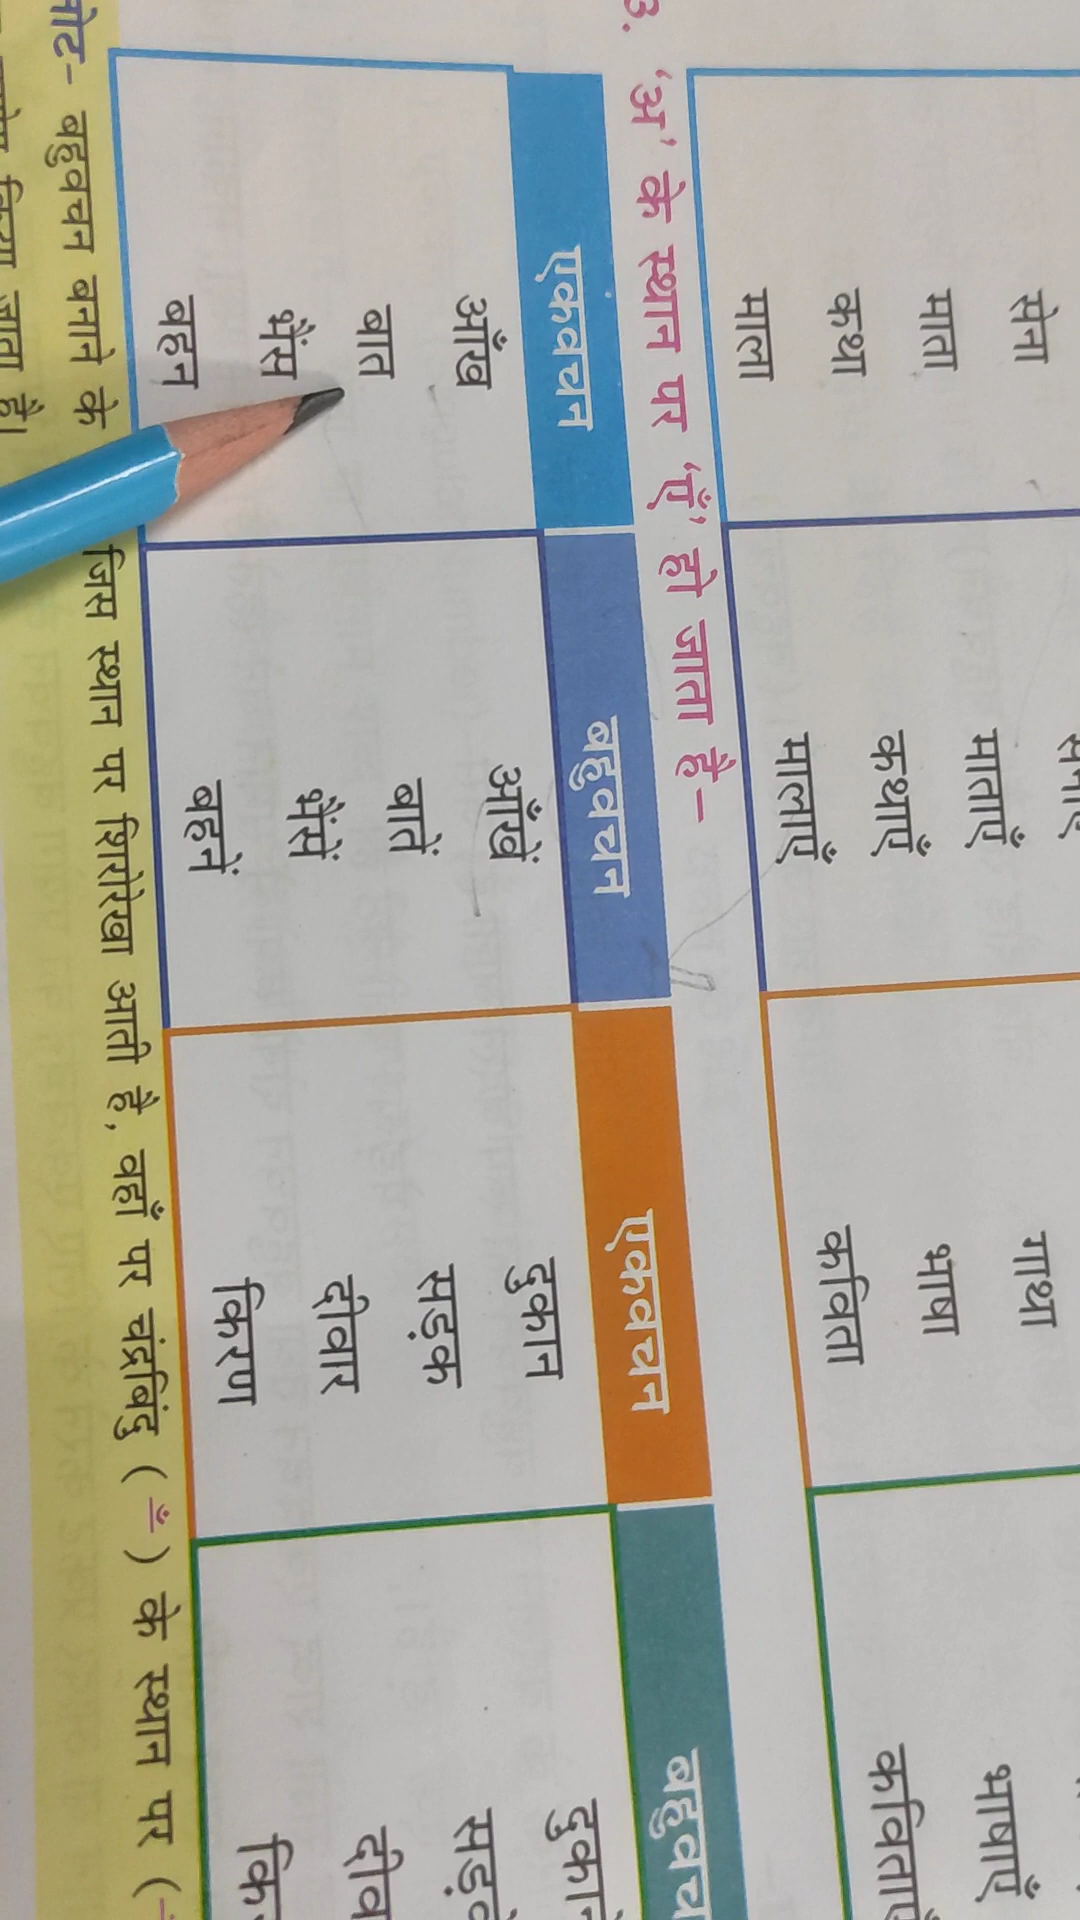 सेना
माता माताएँ भाषा भाषाएँ
कथा कथाएँ गाथा
माला मालाएँ कविता
3. 'अ' के स्थान पर 'एँ' हो जाता है–
एकवचन बहुवचन एकवचन
आँख आँखें दुकान
बात बातें सड़क
भैंस भैंसें दीवार
बहन बहनें किरण
बहुवचन बनाने के जिस स्थान पर शिरोरेखा आती है, वहाँ पर चंद्रबिंदु ( ँ ) के स्थान पर (
किया जाता है।